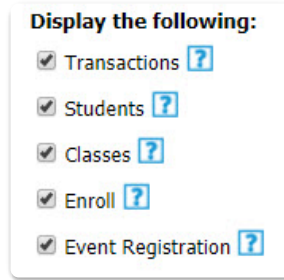 Display the following:
Transactions ?
Students ?
Classes ?
Enroll ?
Event Registration ?